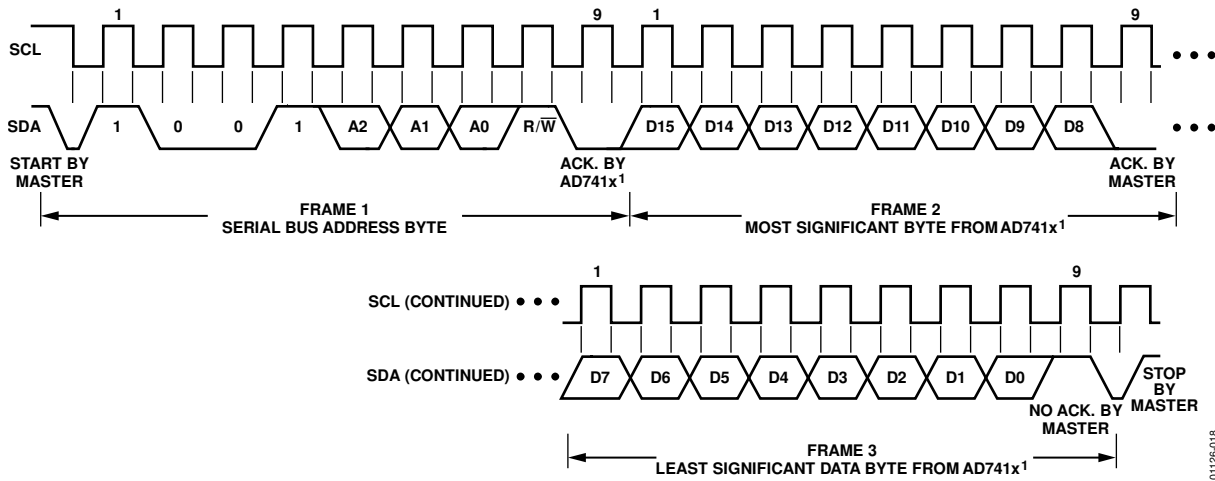 1 9 1 9
SCL
SDA 1 0 0 1 A2 A1 A0 R/W̅ D15 D14 D13 D12 D11 D10 D9 D8
START BY
MASTER
ACK. BY
AD741x¹
ACK. BY
MASTER
FRAME 1
SERIAL BUS ADDRESS BYTE
FRAME 2
MOST SIGNIFICANT BYTE FROM AD741x¹
1 9
SCL (CONTINUED)
SDA (CONTINUED) D7 D6 D5 D4 D3 D2 D1 D0
NO ACK. BY
MASTER
STOP
BY
MASTER
FRAME 3
LEAST SIGNIFICANT DATA BYTE FROM AD741x¹
01126-018